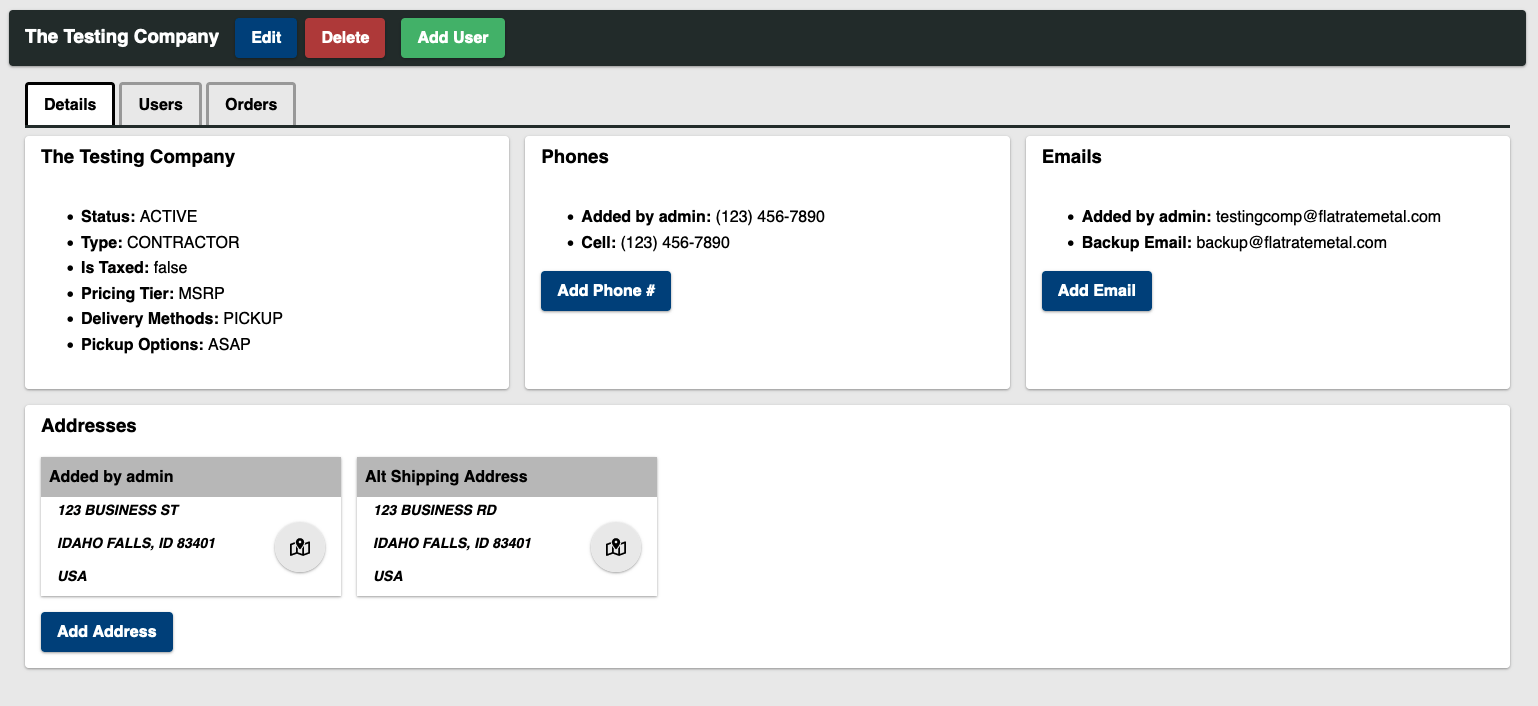 The Testing Company
Edit
Delete
Add User
Details
Users
Orders
The Testing Company
Status: ACTIVE
Type: CONTRACTOR
Is Taxed: false
Pricing Tier: MSRP
Delivery Methods: PICKUP
Pickup Options: ASAP
Phones
Added by admin: (123) 456-7890
Cell: (123) 456-7890
Add Phone #
Emails
Added by admin: testingcomp@flatratemetal.com
Backup Email: backup@flatratemetal.com
Add Email
Addresses
Added by admin
123 BUSINESS ST
IDAHO FALLS, ID 83401
USA
Alt Shipping Address
123 BUSINESS RD
IDAHO FALLS, ID 83401
USA
Add Address